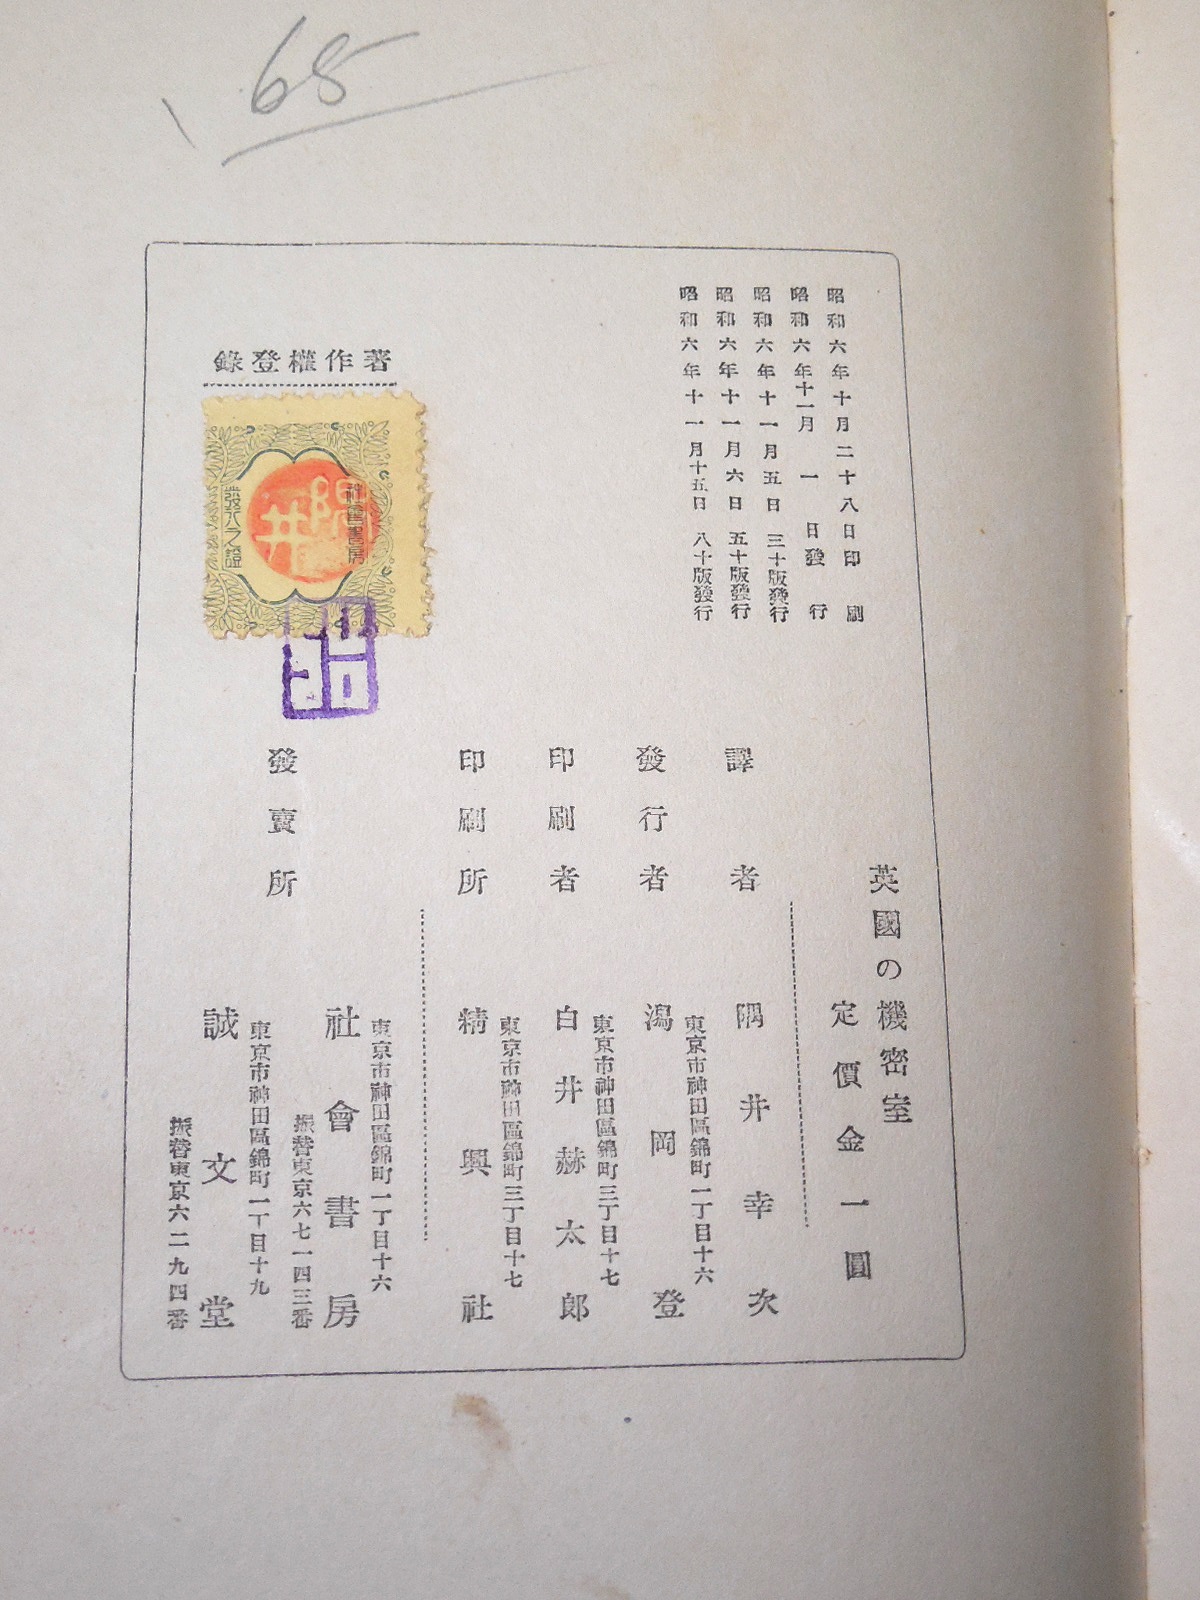 68
昭和六年十月二十八日印刷
昭和六年十一月一日發行
昭和六年十一月五日三十版發行
昭和六年十一月六日五十版發行
昭和六年十一月十五日八十版發行
著作權登錄
社會書房
隅井
發行之證
英國の機密室
定價金一圓
譯者
隅井幸次
發行者
東京市神田區錦町一丁目十六
潟岡登
印刷者
東京市神田區錦町三丁目十七
白井赫太郎
印刷所
東京市神田區錦町三丁目十七
精興社
發賣所
東京市神田區錦町一丁目十六
社會書房
振替東京六七一四三番
東京市神田區錦町一丁目十九
誠文堂
振替東京六二九四番